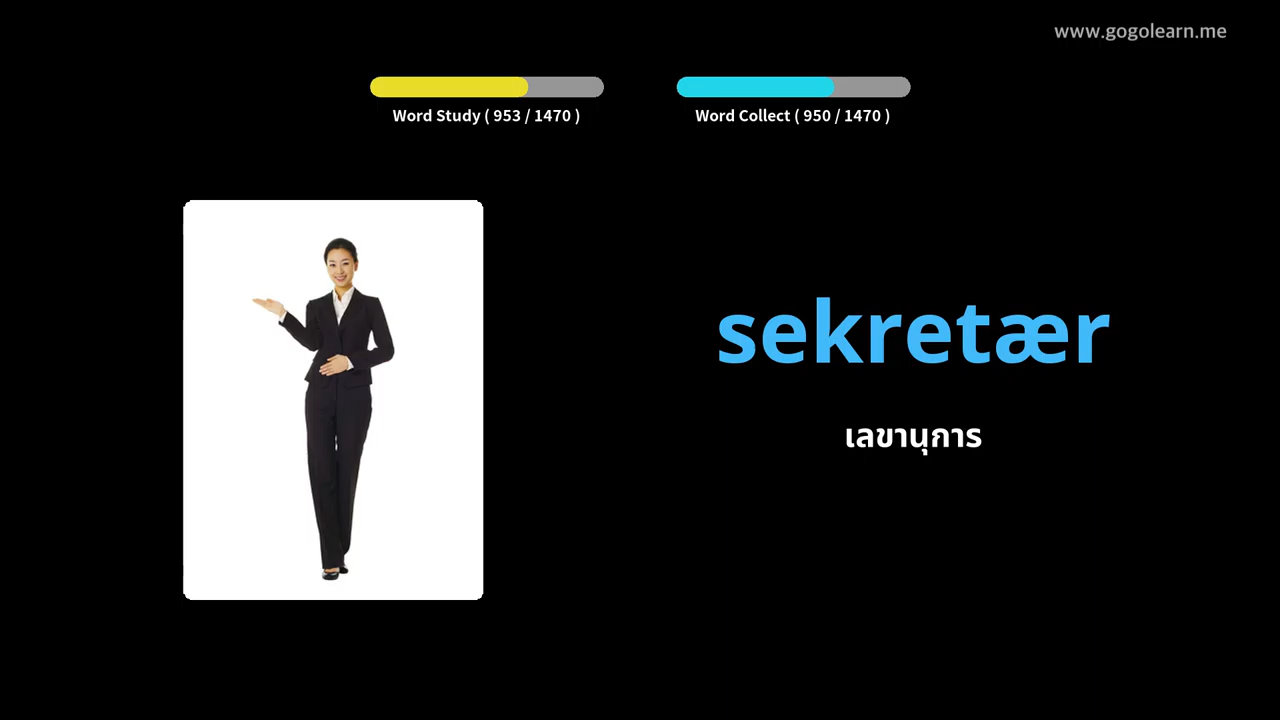 www.gogolearn.me
Word Study ( 953 / 1470 )
Word Collect ( 950 / 1470 )
sekretær
เลขานุการ